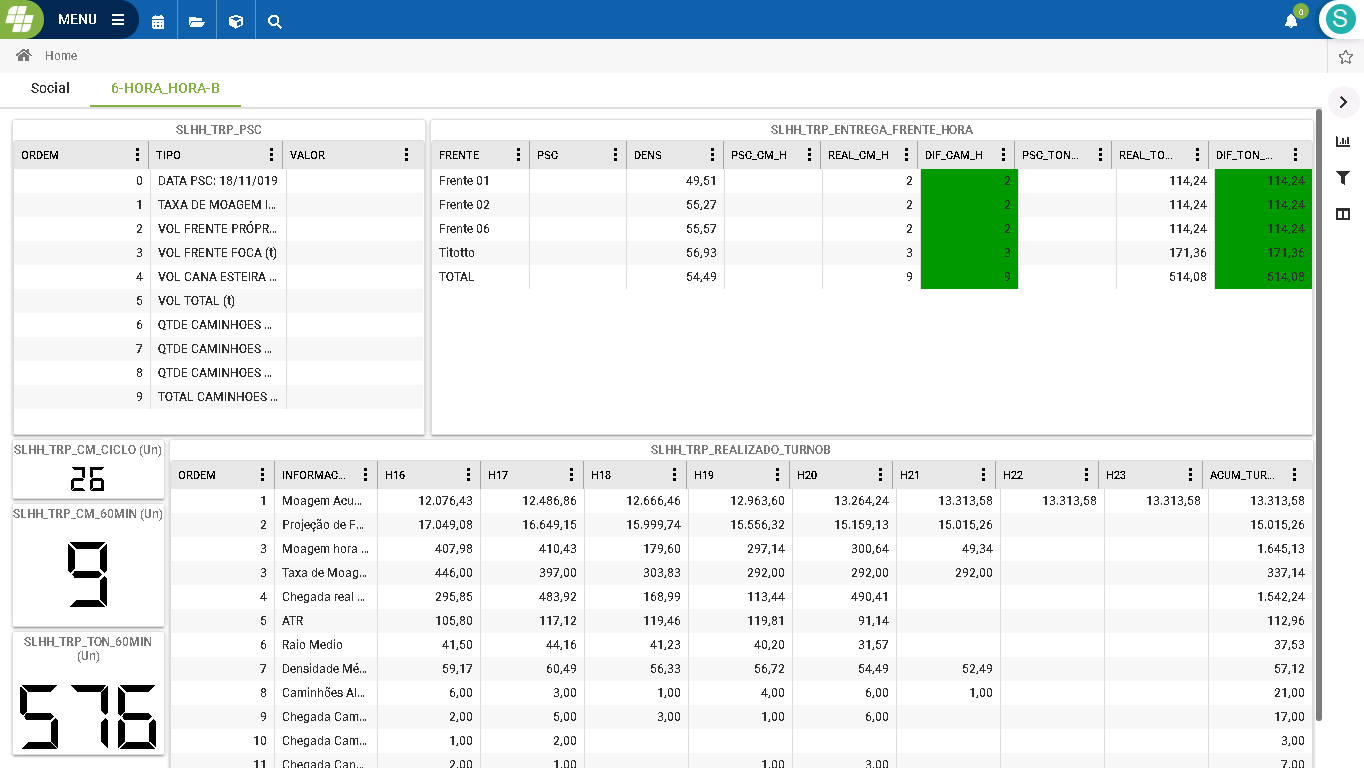 MENU
0
S
Home
Social 6-HORA_HORA-B
SLHH_TRP_PSC
ORDEM TIPO VALOR
0 DATA PSC: 18/11/019
1 TAXA DE MOAGEM I...
2 VOL FRENTE PRÓPR...
3 VOL FRENTE FOCA (t)
4 VOL CANA ESTEIRA ...
5 VOL TOTAL (t)
6 QTDE CAMINHOES ...
7 QTDE CAMINHOES ...
8 QTDE CAMINHOES ...
9 TOTAL CAMINHOES ...
SLHH_TRP_ENTREGA_FRENTE_HORA
FRENTE PSC DENS PSC_CM_H REAL_CM_H DIF_CAM_H PSC_TON... REAL_TO... DIF_TON_...
Frente 01 49,51 2 2 114,24 114,24
Frente 02 55,27 2 2 114,24 114,24
Frente 06 55,57 2 2 114,24 114,24
Titotto 56,93 3 3 171,36 171,36
TOTAL 54,49 9 9 514,08 514,08
SLHH_TRP_CM_CICLO (Un)
26
SLHH_TRP_CM_60MIN (Un)
9
SLHH_TRP_TON_60MIN
(Un)
576
SLHH_TRP_REALIZADO_TURNOB
ORDEM INFORMAC... H16 H17 H18 H19 H20 H21 H22 H23 ACUM_TUR...
1 Moagem Acu... 12.076,43 12.486,86 12.666,46 12.963,60 13.264,24 13.313,58 13.313,58 13.313,58 13.313,58
2 Projeção de F... 17.049,08 16.649,15 15.999,74 15.556,32 15.159,13 15.015,26 15.015,26
3 Moagem hora ... 407,98 410,43 179,60 297,14 300,64 49,34 1.645,13
3 Taxa de Moag... 446,00 397,00 303,83 292,00 292,00 292,00 337,14
4 Chegada real ... 295,85 483,92 168,99 113,44 490,41 1.542,24
5 ATR 105,80 117,12 119,46 119,81 91,14 112,96
6 Raio Medio 41,50 44,16 41,23 40,20 31,57 37,53
7 Densidade Mé... 59,17 60,49 56,33 56,72 54,49 52,49 57,12
8 Caminhões Al... 6,00 3,00 1,00 4,00 6,00 1,00 21,00
9 Chegada Cam... 2,00 5,00 3,00 1,00 6,00 17,00
10 Chegada Cam... 1,00 2,00 3,00
11 Chegada Can... 2,00 1,00 1,00 3,00 7,00